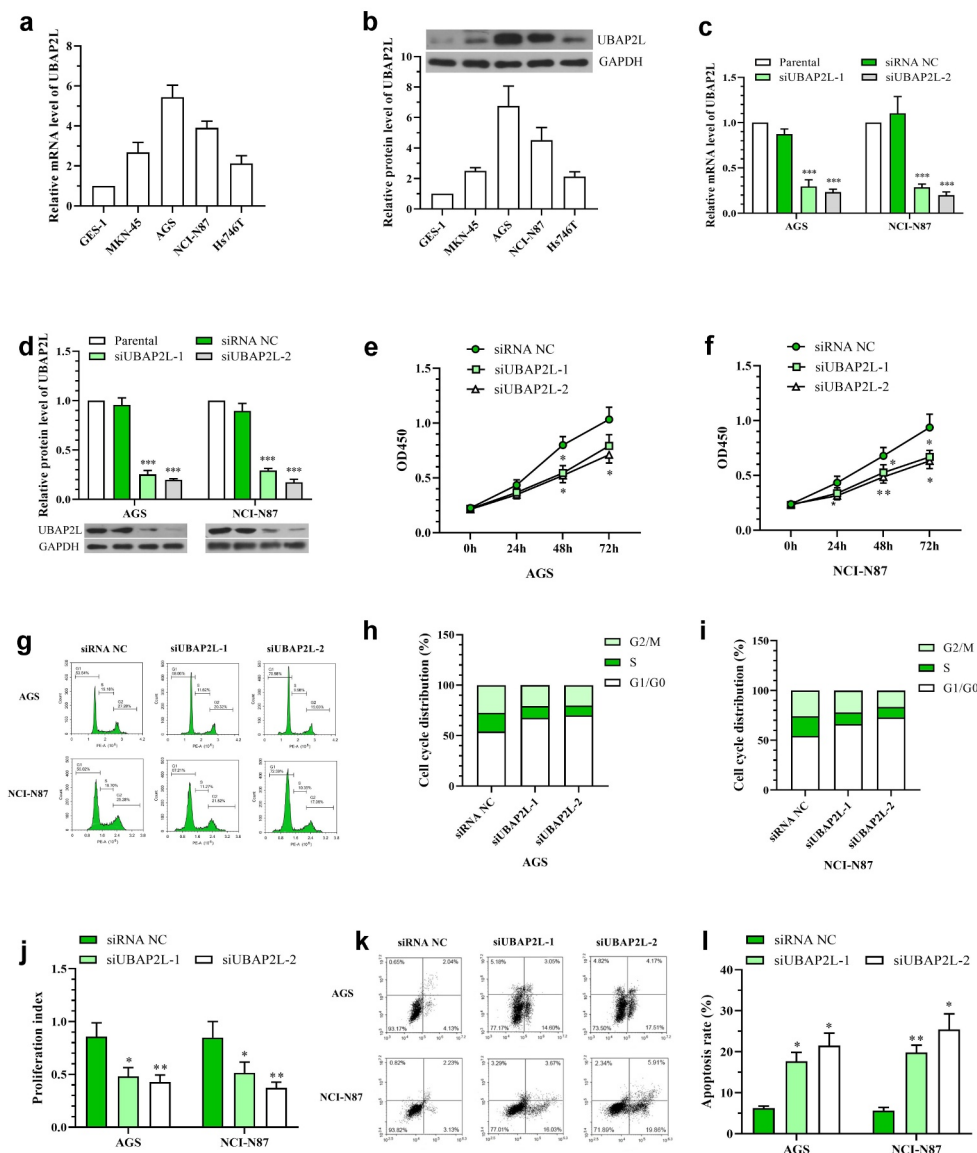 a
Relative mRNA level of UBAP2L
8
6
4
2
0
GES-1
MKN-45
AGS
NCI-N87
Hs746T
b
UBAP2L
GAPDH
Relative protein level of UBAP2L
10
8
6
4
2
0
GES-1
MKN-45
AGS
NCI-N87
Hs746T
c
Parental
siRNA NC
siUBAP2L-1
siUBAP2L-2
Relative mRNA level of UBAP2L
1.5
1.0
0.5
0.0
***
***
***
***
AGS
NCI-N87
d
Parental
siRNA NC
siUBAP2L-1
siUBAP2L-2
Relative protein level of UBAP2L
1.5
1.0
0.5
0.0
***
***
***
***
AGS
NCI-N87
UBAP2L
GAPDH
e
siRNA NC
siUBAP2L-1
siUBAP2L-2
OD450
1.5
1.0
0.5
0.0
*
*
*
0h
24h
48h
72h
AGS
f
siRNA NC
siUBAP2L-1
siUBAP2L-2
OD450
1.5
1.0
0.5
0.0
*
*
**
*
*
0h
24h
48h
72h
NCI-N87
g
siRNA NC
siUBAP2L-1
siUBAP2L-2
AGS
NCI-N87
h
Cell cycle distribution (%)
150
100
50
0
G2/M
S
G1/G0
siRNA NC
siUBAP2L-1
siUBAP2L-2
AGS
i
Cell cycle distribution (%)
150
100
50
0
G2/M
S
G1/G0
siRNA NC
siUBAP2L-1
siUBAP2L-2
NCI-N87
j
siRNA NC
siUBAP2L-1
siUBAP2L-2
Proliferation index
1.5
1.0
0.5
0.0
*
**
*
**
AGS
NCI-N87
k
siRNA NC
siUBAP2L-1
siUBAP2L-2
AGS
0.65%
2.04%
93.17%
4.13%
5.18%
3.05%
77.17%
14.60%
4.82%
4.17%
73.50%
17.51%
NCI-N87
0.82%
2.23%
93.82%
3.13%
3.29%
3.67%
77.01%
16.03%
2.34%
5.91%
71.89%
19.86%
l
siRNA NC
siUBAP2L-1
siUBAP2L-2
Apoptosis rate (%)
40
30
20
10
0
*
*
**
*
AGS
NCI-N87